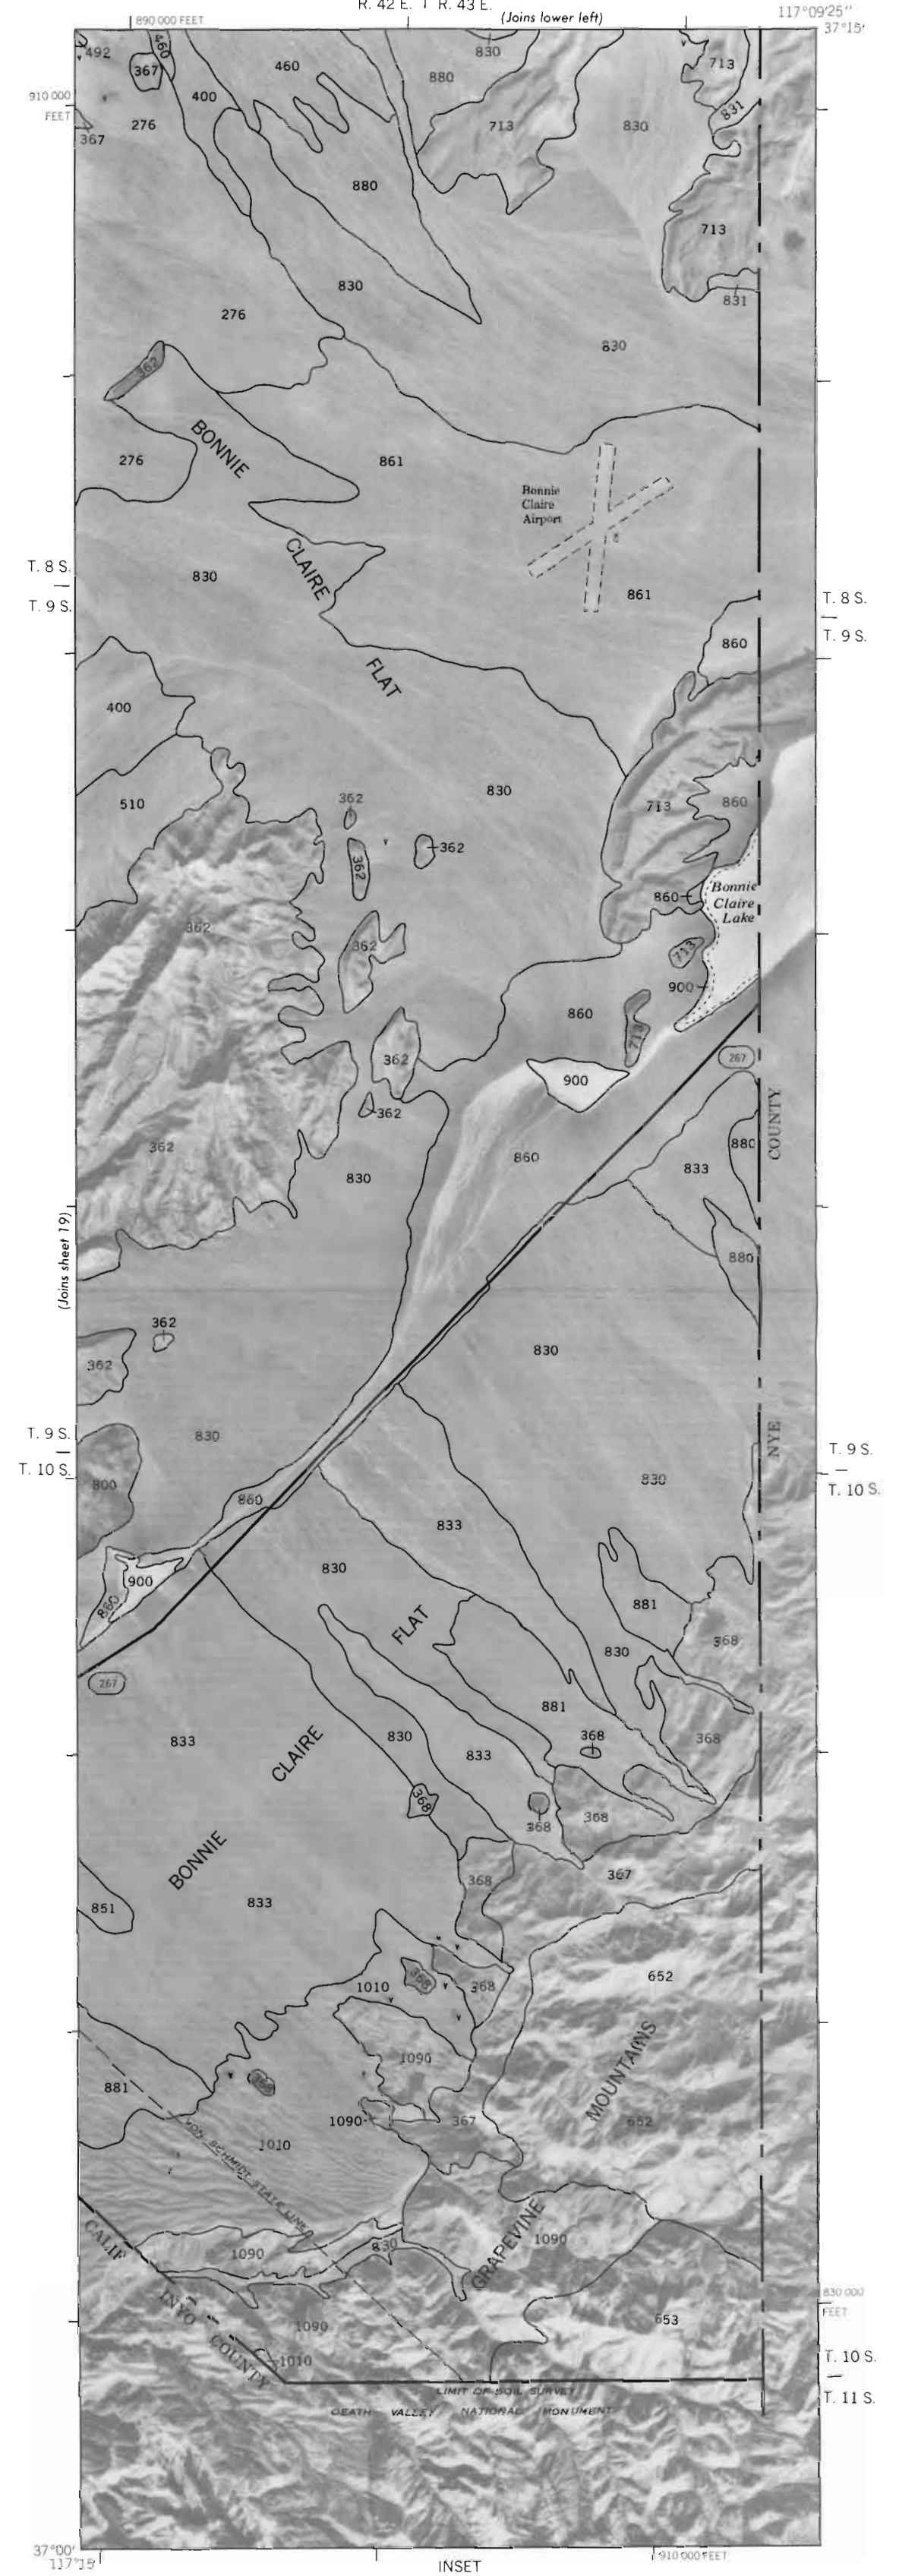 R. 42 E. | R. 43 E.
(Joins lower left)
890 000 FEET
117°09'25"
37°15'
492
460
367
460
830
713
400
880
910 000
FEET
276
713
830
831
367
880
713
830
276
831
830
362
BONNIE
276
861
Bonnie
Claire
Airport
CLAIRE
T. 8 S.
T. 9 S.
830
861
T. 8 S.
T. 9 S.
860
FLAT
400
830
510
362
713
860
362
362
860
Bonnie
Claire
Lake
362
362
713
900
860
713
362
267
900
362
COUNTY
880
362
860
833
830
(Joins sheet 19)
880
362
362
830
830
NYE
T. 9 S.
T. 10 S.
T. 9 S.
T. 10 S.
800
830
860
833
830
900
860
881
FLAT
368
830
267
881
368
833
CLAIRE
830
833
368
368
368
368
BONNIE
367
368
851
833
652
1010
368
368
MOUNTAINS
1090
881
368
1090
367
652
1010
VON SCHMIDT STATE LINE
CALIF
GRAPEVINE
1090
830
1090
INYO
COUNTY
830 000
FEET
653
1090
1010
T. 10 S.
T. 11 S.
LIMIT OF SOIL SURVEY
DEATH VALLEY NATIONAL MONUMENT
37°00'
117°15'
INSET
910 000 FEET